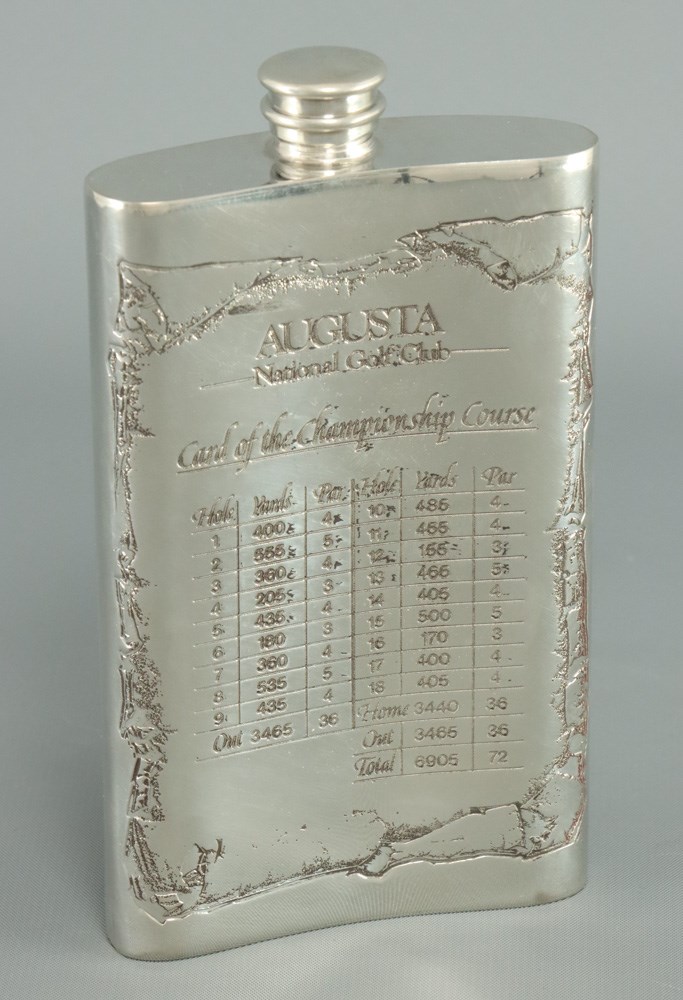 AUGUSTA
National Golf Club
Card of the Championship Course
Hole Yards Par Hole Yards Par
1 400 4 10 485 4
2 555 5 11 455 4
3 360 4 12 155 3
4 205 3 13 465 5
5 435 4 14 405 4
6 180 3 15 500 5
7 360 4 16 170 3
8 535 5 17 400 4
9 435 4 18 405 4
Out 3465 36 Home 3440 36
Out 3465 36
Total 6905 72